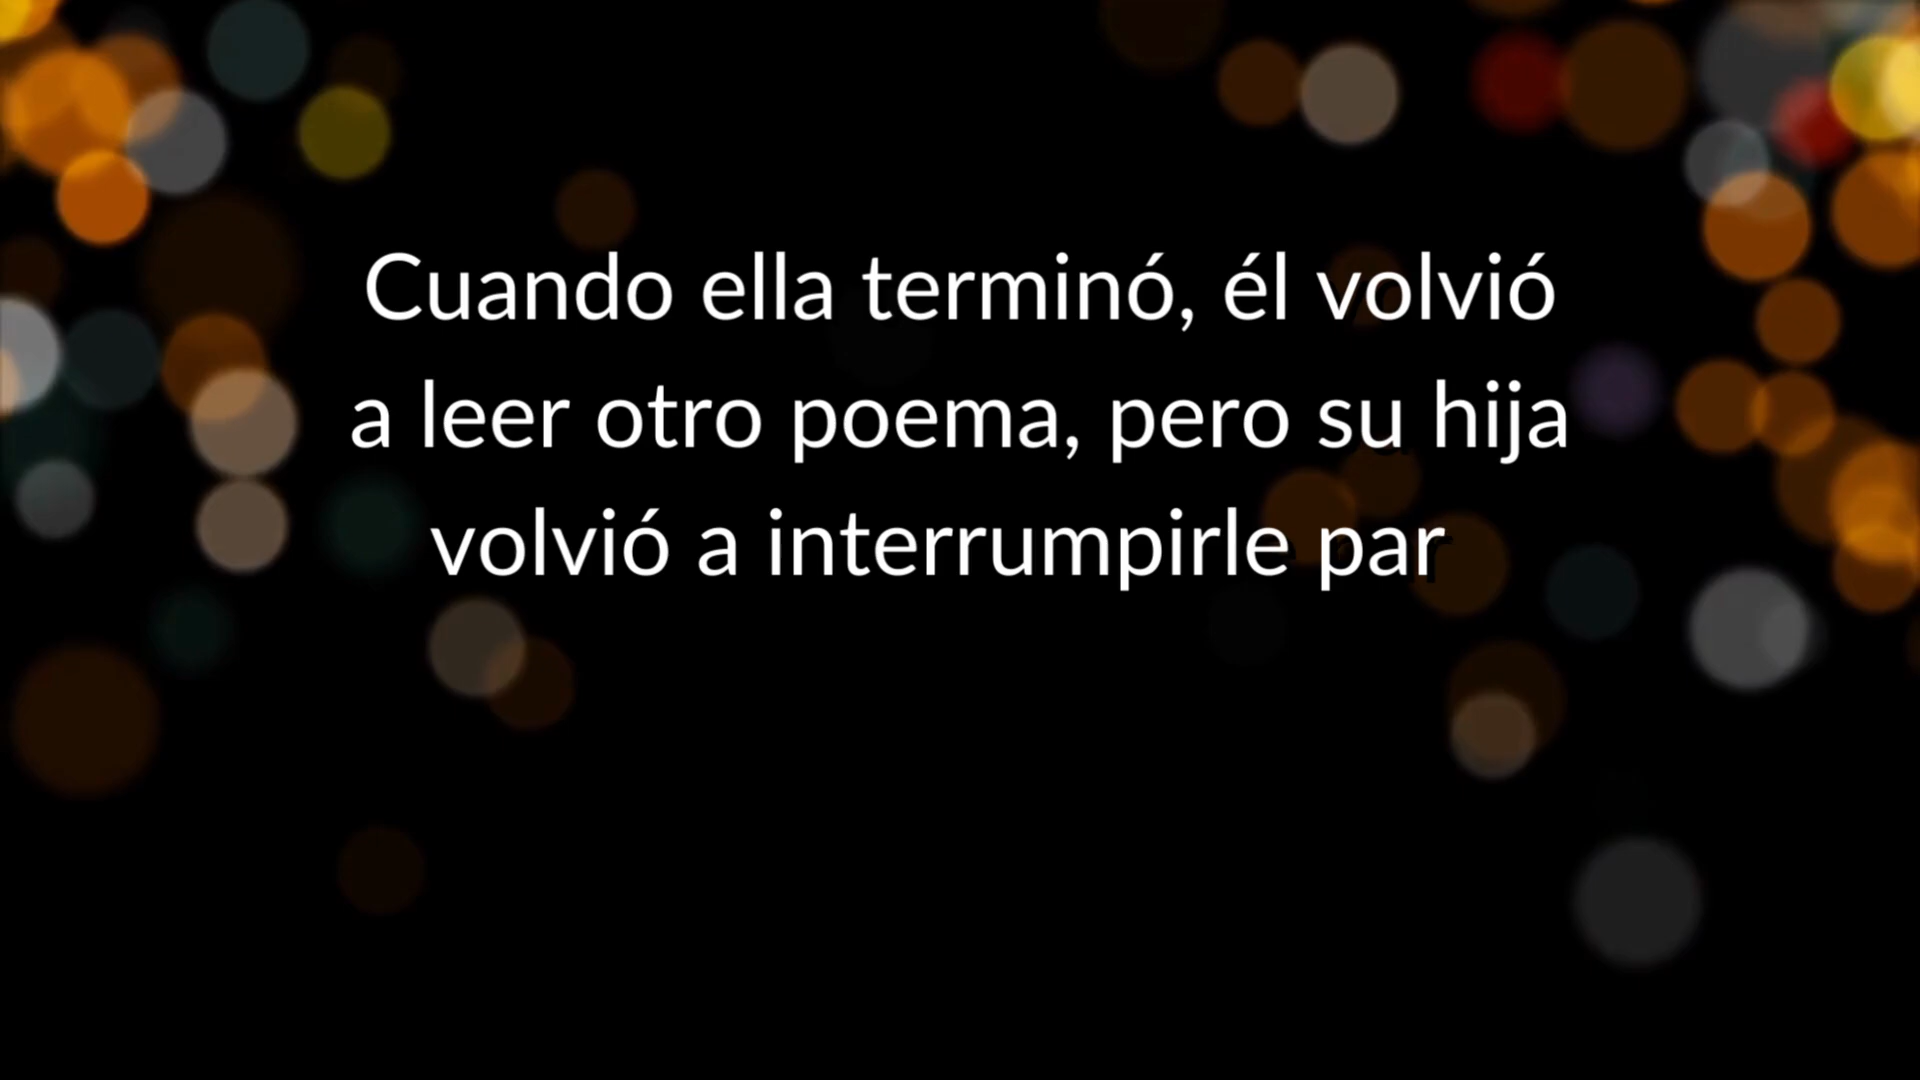 Cuando ella terminó, él volvió
a leer otro poema, pero su hija
volvió a interrumpirle par